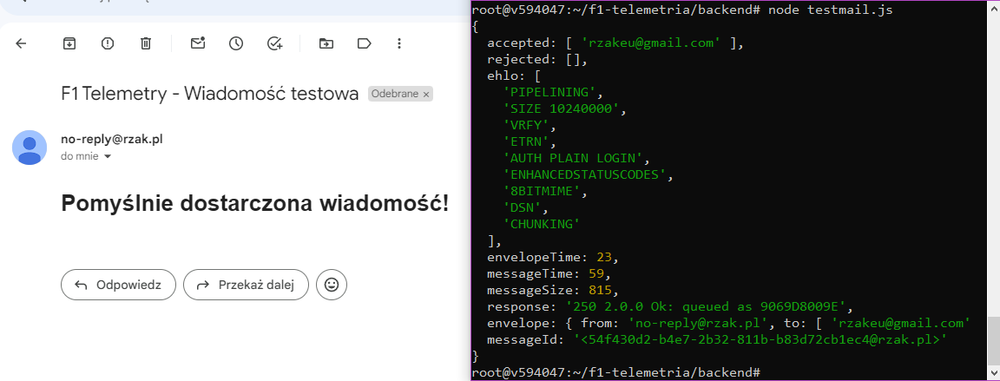 F1 Telemetry - Wiadomość testowa
Odebrane ×
no-reply@rzak.pl
do mnie
Pomyślnie dostarczona wiadomość!
Odpowiedz
Przekaż dalej
root@v594047:~/f1-telemetria/backend# node testmail.js
{
accepted: [ 'rzakeu@gmail.com' ],
rejected: [],
ehlo: [
'PIPELINING',
'SIZE 10240000',
'VRFY',
'ETRN',
'AUTH PLAIN LOGIN',
'ENHANCEDSTATUSCODES',
'8BITMIME',
'DSN',
'CHUNKING'
],
envelopeTime: 23,
messageTime: 59,
messageSize: 815,
response: '250 2.0.0 Ok: queued as 9069D8009E',
envelope: { from: 'no-reply@rzak.pl', to: [ 'rzakeu@gmail.com'
messageId: '<54f430d2-b4e7-2b32-811b-b83d72cb1ec4@rzak.pl>'
}
root@v594047:~/f1-telemetria/backend#